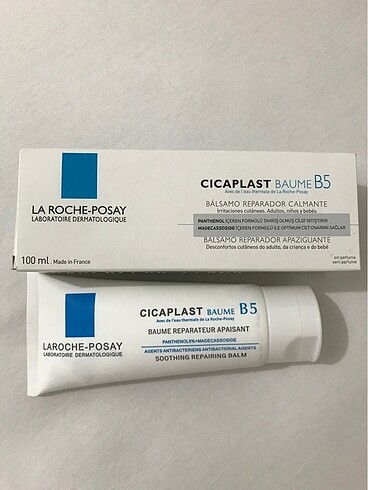 CICAPLAST BAUME B5
Avec de l'eau thermale de La Roche-Posay
BÁLSAMO REPARADOR CALMANTE
Irritaciones cutáneas. Adultos, niños y bebés
PANTHENOL İÇEREN FORMÜLÜ TAHRİŞ OLMUŞ CİLDİ YATIŞTIRIR
MADECASSOSIDE İÇEREN FORMÜLÜ İLE OPTİMUM CİLT ONARIMI SAĞLAR
BÁLSAMO REPARADOR APAZIGUANTE
Desconfortos cutâneos do adulto, da criança e do bebé
sin perfume
sem perfume
LA ROCHE-POSAY
LABORATOIRE DERMATOLOGIQUE
100 ml. Made in France
CICAPLAST BAUME B5
Avec de l'eau thermale de La Roche-Posay
BAUME REPARATEUR APAISANT
PANTHENOL5%+MADECASSOSIDE
AGENTS ANTIBACTERIENS ANTIBACTERIAL AGENTS
SOOTHING REPAIRING BALM
LAROCHE-POSAY
LABORATOIRE DERMATOLOGIQUE